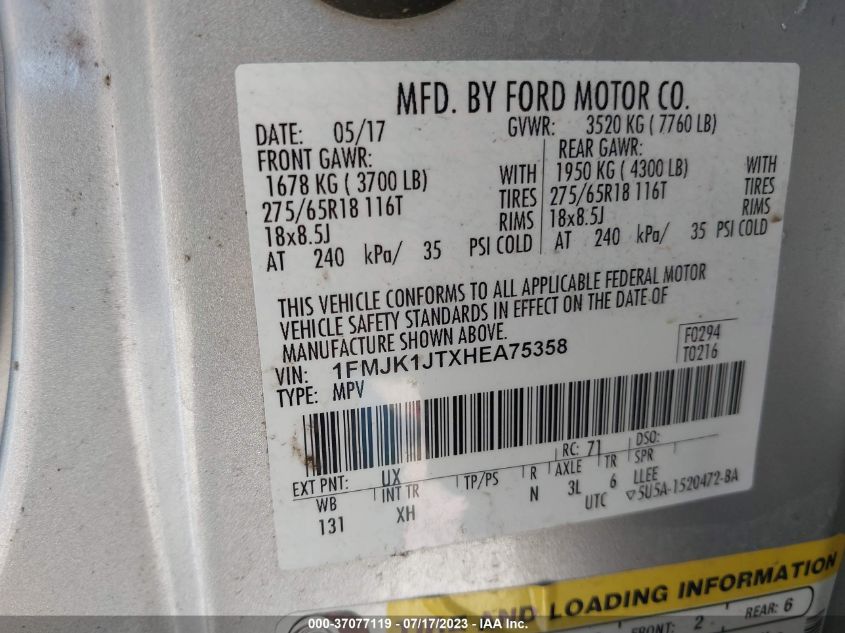 MFD. BY FORD MOTOR CO.
DATE: 05/17 GVWR: 3520 KG ( 7760 LB)
FRONT GAWR: REAR GAWR:
1678 KG ( 3700 LB) WITH 1950 KG ( 4300 LB) WITH
275/65R18 116T TIRES 275/65R18 116T TIRES
18x8.5J RIMS 18x8.5J RIMS
AT 240 kPa/ 35 PSI COLD AT 240 kPa/ 35 PSI COLD
THIS VEHICLE CONFORMS TO ALL APPLICABLE FEDERAL MOTOR
VEHICLE SAFETY STANDARDS IN EFFECT ON THE DATE OF
MANUFACTURE SHOWN ABOVE.
VIN: 1FMJK1JTXHEA75358 F0294
TYPE: MPV T0216
EXT PNT: UX RC: 71 DSO:
WB INT TR TP/PS R AXLE TR SPR
131 XH N 3L 6 LLEE
UTC 5U5A-1520472-BA
AND LOADING INFORMATION
FRONT: 2 REAR: 6
000-37077119 - 07/17/2023 - Copart, Inc.